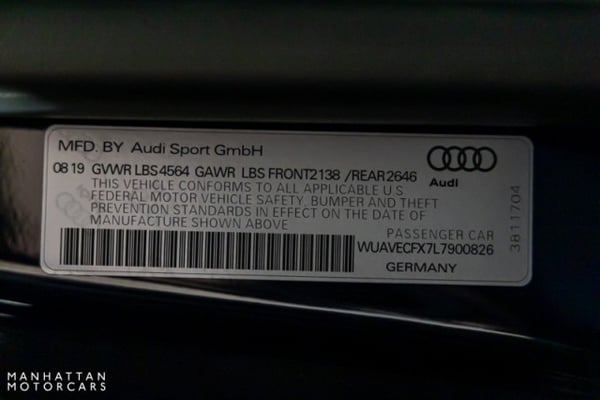 MFD. BY Audi Sport GmbH
Audi
08 19 GVWR LBS 4564 GAWR LBS FRONT 2138 / REAR 2646
THIS VEHICLE CONFORMS TO ALL APPLICABLE U S
FEDERAL MOTOR VEHICLE SAFETY, BUMPER AND THEFT
PREVENTION STANDARDS IN EFFECT ON THE DATE OF
MANUFACTURE SHOWN ABOVE
PASSENGER CAR
WUAVECFX7L7900826
GERMANY
3811704
MANHATTAN
MOTORCARS